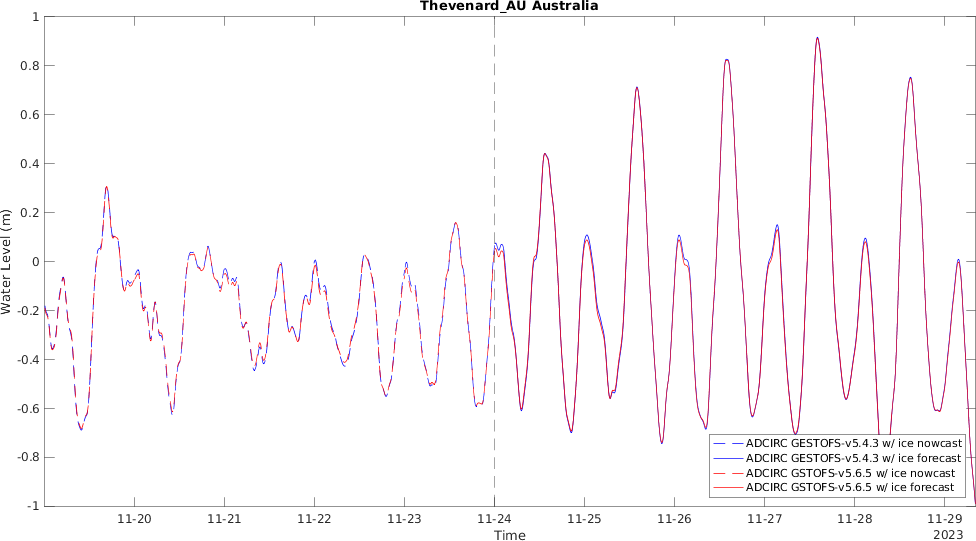 Thevenard_AU Australia
Water Level (m)
1
0.8
0.6
0.4
0.2
0
-0.2
-0.4
-0.6
-0.8
-1
ADCIRC GESTOFS-v5.4.3 w/ ice nowcast
ADCIRC GESTOFS-v5.4.3 w/ ice forecast
ADCIRC GSTOFS-v5.6.5 w/ ice nowcast
ADCIRC GSTOFS-v5.6.5 w/ ice forecast
11-20 11-21 11-22 11-23 11-24 11-25 11-26 11-27 11-28 11-29
Time
2023